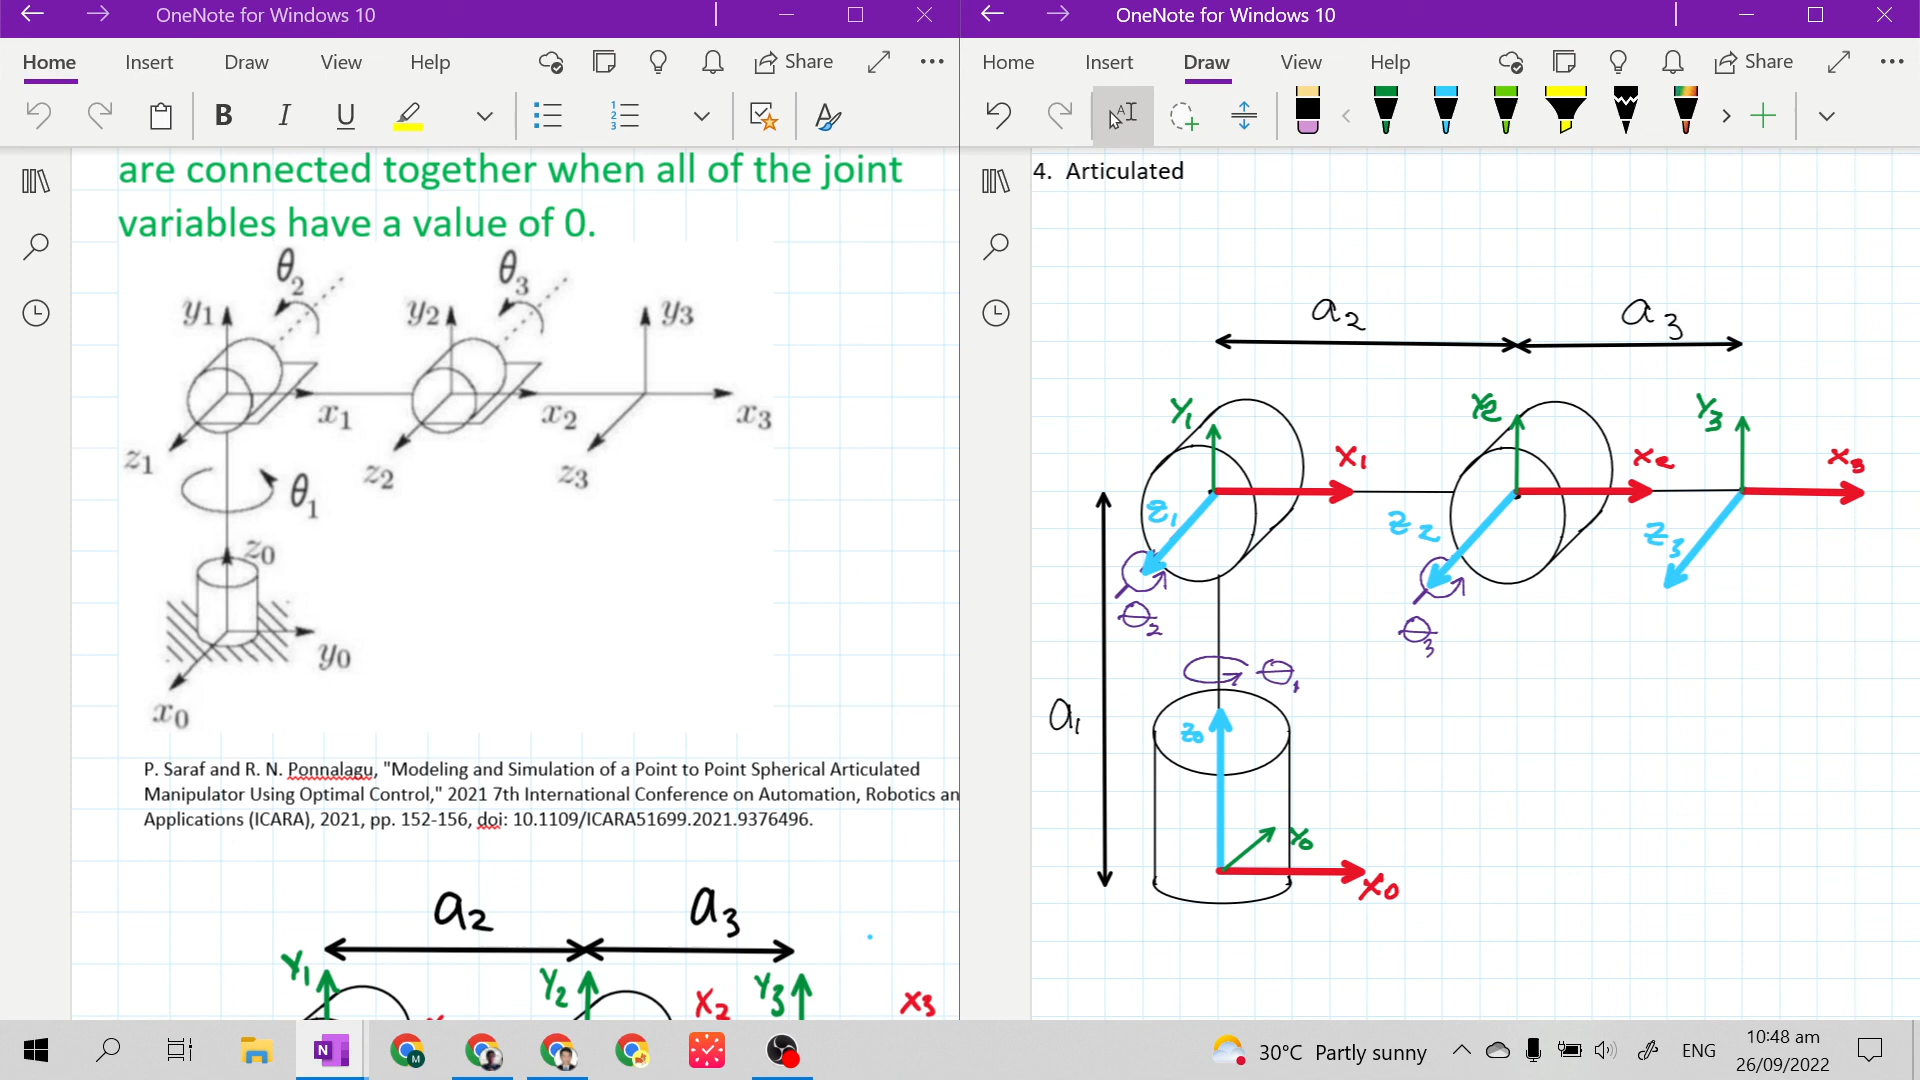 OneNote for Windows 10
Home Insert Draw View Help Share
B I U
are connected together when all of the joint
variables have a value of 0.
θ2 θ3
y1 y2 y3
x1 x2 x3
z1 z2 z3
θ1
z0
y0
x0
P. Saraf and R. N. Ponnalagu, "Modeling and Simulation of a Point to Point Spherical Articulated
Manipulator Using Optimal Control," 2021 7th International Conference on Automation, Robotics an
Applications (ICARA), 2021, pp. 152-156, doi: 10.1109/ICARA51699.2021.9376496.
a2 a3
Y1 Y2 Y3
X2 X3
OneNote for Windows 10
Home Insert Draw View Help Share
4. Articulated
a2 a3
Y1 Y2 Y3
X1 X2 X3
Z1 Z2 Z3
θ2 θ3
θ1
a1
Z0
Y0
X0
30°C Partly sunny
ENG
10:48 am
26/09/2022